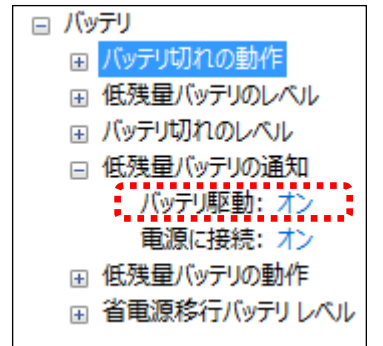 バッテリ
バッテリ切れの動作
低残量バッテリのレベル
バッテリ切れのレベル
低残量バッテリの通知
バッテリ駆動: オン
電源に接続: オン
低残量バッテリの動作
省電源移行バッテリ レベル